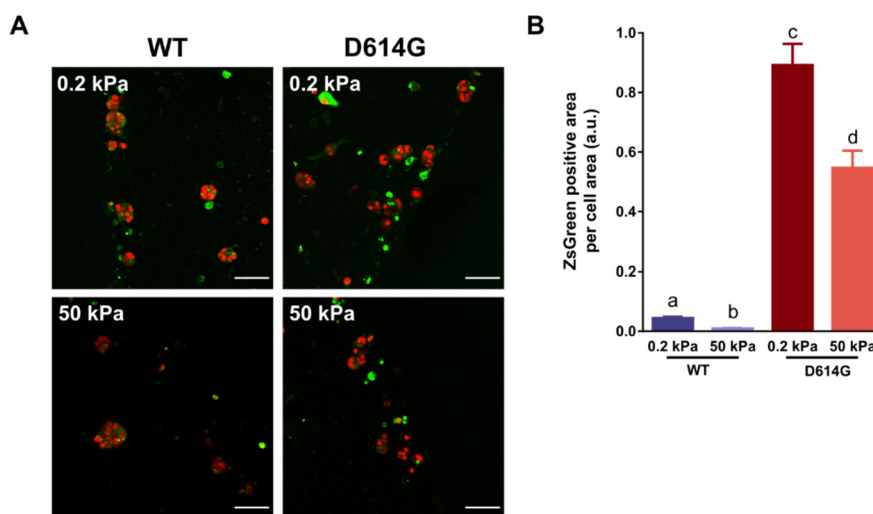 A
WT
D614G
0.2 kPa
0.2 kPa
50 kPa
50 kPa
B
ZsGreen positive area
per cell area (a.u.)
1.0
0.8
0.6
0.4
0.2
0.0
a
b
c
d
0.2 kPa 50 kPa 0.2 kPa 50 kPa
WT D614G